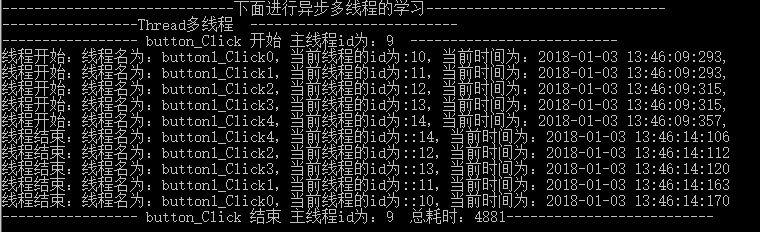 ---------------------------下面进行异步多线程的学习----------------------------
----------------Thread多线程  ------------------------
---------------- button_Click 开始 主线程id为：9  ------------------------
线程开始：线程名为：button1_Click0，当前线程的id为:10，当前时间为：2018-01-03 13:46:09:293,
线程开始：线程名为：button1_Click1，当前线程的id为:11，当前时间为：2018-01-03 13:46:09:293,
线程开始：线程名为：button1_Click2，当前线程的id为:12，当前时间为：2018-01-03 13:46:09:315,
线程开始：线程名为：button1_Click3，当前线程的id为:13，当前时间为：2018-01-03 13:46:09:315,
线程开始：线程名为：button1_Click4，当前线程的id为:14，当前时间为：2018-01-03 13:46:09:357,
线程结束：线程名为：button1_Click4，当前线程的id为::14，当前时间为：2018-01-03 13:46:14:106
线程结束：线程名为：button1_Click2，当前线程的id为::12，当前时间为：2018-01-03 13:46:14:112
线程结束：线程名为：button1_Click3，当前线程的id为::13，当前时间为：2018-01-03 13:46:14:120
线程结束：线程名为：button1_Click1，当前线程的id为::11，当前时间为：2018-01-03 13:46:14:163
线程结束：线程名为：button1_Click0，当前线程的id为::10，当前时间为：2018-01-03 13:46:14:170
---------------- button_Click 结束 主线程id为：9  总耗时：4881------------------------